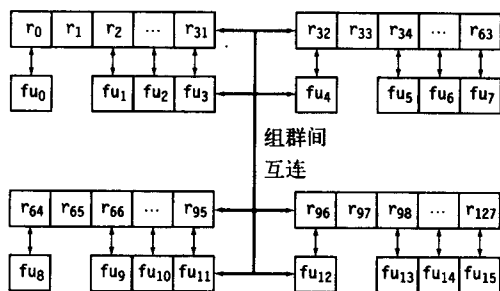 r0 r1 r2 ... r31 r32 r33 r34 ... r63
fu0 fu1 fu2 fu3 fu4 fu5 fu6 fu7
组群间
互连
r64 r65 r66 ... r95 r96 r97 r98 ... r127
fu8 fu9 fu10 fu11 fu12 fu13 fu14 fu15